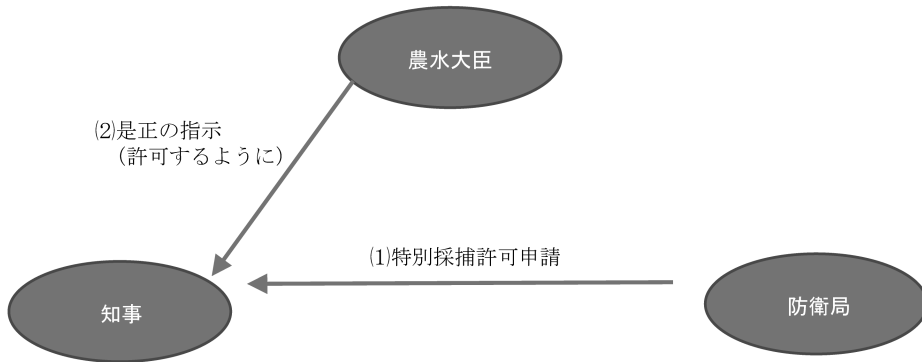 農水大臣
⑵是正の指示
（許可するように）
⑴特別採捕許可申請
知事
防衛局